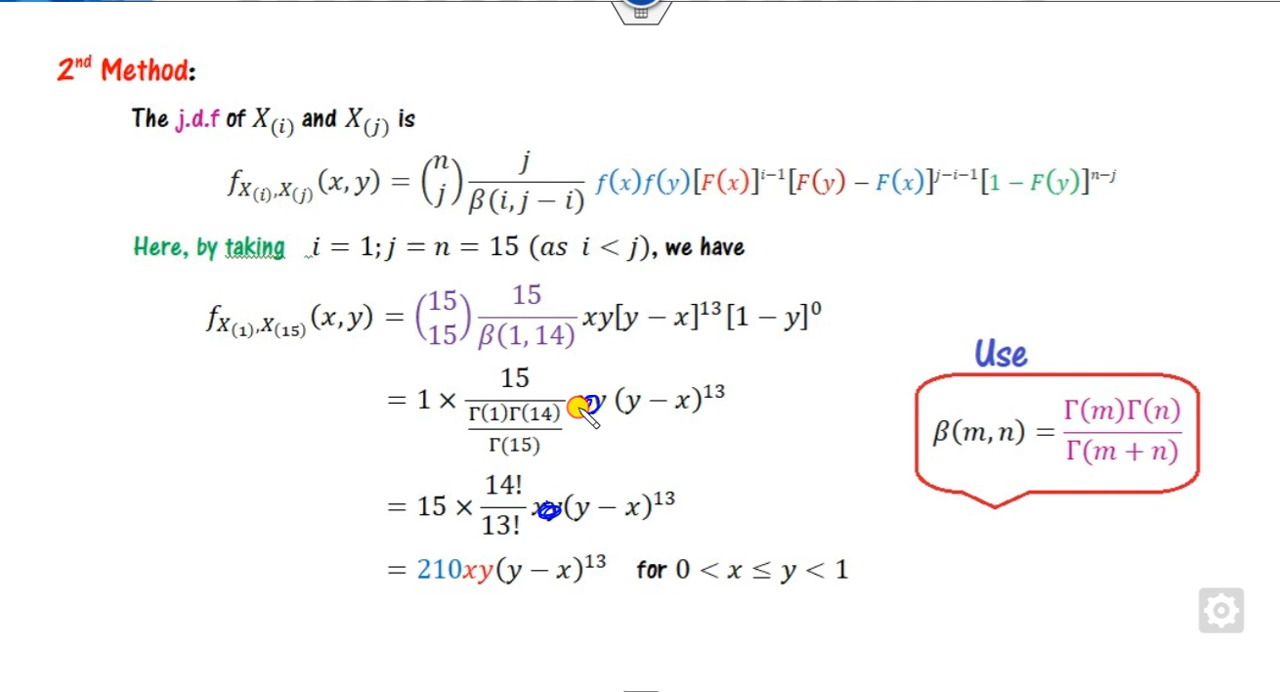 2nd Method:
The j.d.f of X(i) and X(j) is
fX(i),X(j) (x, y) = (n j) j / β(i, j − i) f(x)f(y)[F(x)]^i−1[F(y) − F(x)]^j−i−1[1 − F(y)]^n−j
Here, by taking i = 1; j = n = 15 (as i < j), we have
fX(1),X(15) (x, y) = (15 15) 15 / β(1, 14) xy[y − x]^13 [1 − y]^0
= 1 × 15 / (Γ(1)Γ(14) / Γ(15)) (y − x)^13
= 15 × 14! / 13! (y − x)^13
= 210xy(y − x)^13 for 0 < x ≤ y < 1
Use
β(m, n) = Γ(m)Γ(n) / Γ(m + n)